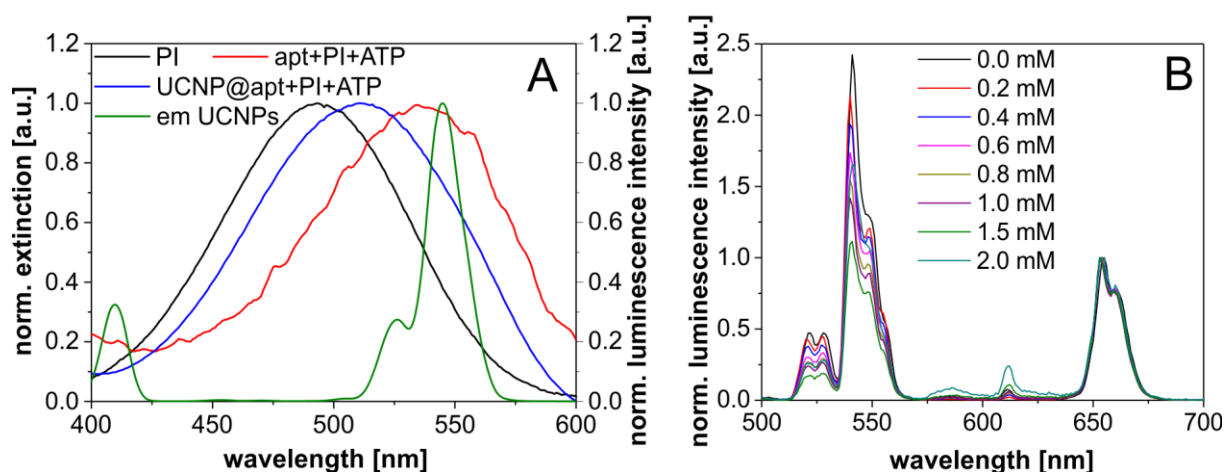 norm. extinction [a.u.]
1.2
1.0
0.8
0.6
0.4
0.2
0.0
PI
apt+PI+ATP
UCNP@apt+PI+ATP
em UCNPs
A
1.2
1.0
0.8
0.6
0.4
0.2
0.0
norm. luminescence intensity [a.u.]
400 450 500 550 600
wavelength [nm]
norm. luminescence intensity [a.u.]
2.5
2.0
1.5
1.0
0.5
0.0
0.0 mM
0.2 mM
0.4 mM
0.6 mM
0.8 mM
1.0 mM
1.5 mM
2.0 mM
B
500 550 600 650 700
wavelength [nm]